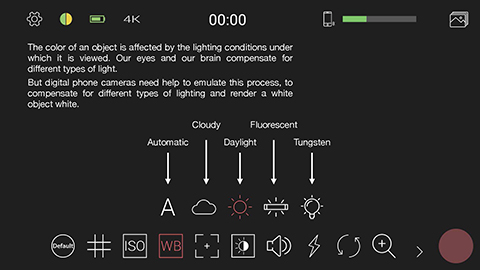 4K 00:00
The color of an object is affected by the lighting conditions under
which it is viewed. Our eyes and our brain compensate for
different types of light.
But digital phone cameras need help to emulate this process, to
compensate for different types of lighting and render a white
object white.
Cloudy Fluorescent
Automatic Daylight Tungsten
A
Default ISO WB